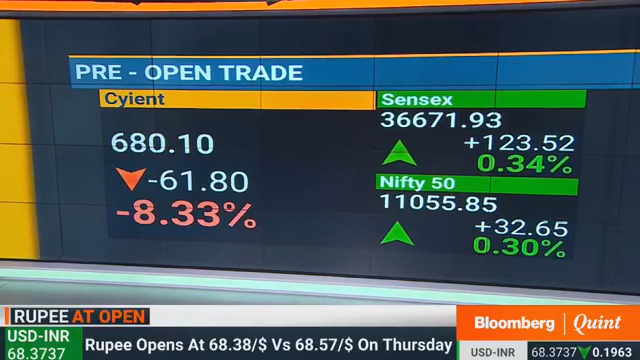 PRE - OPEN TRADE
Cyient
680.10
-61.80
-8.33%
Sensex
36671.93
+123.52
0.34%
Nifty 50
11055.85
+32.65
0.30%
RUPEE AT OPEN
USD-INR
68.3737
Rupee Opens At 68.38/$ Vs 68.57/$ On Thursday
Bloomberg | Quint
USD-INR 68.3737 0.1963